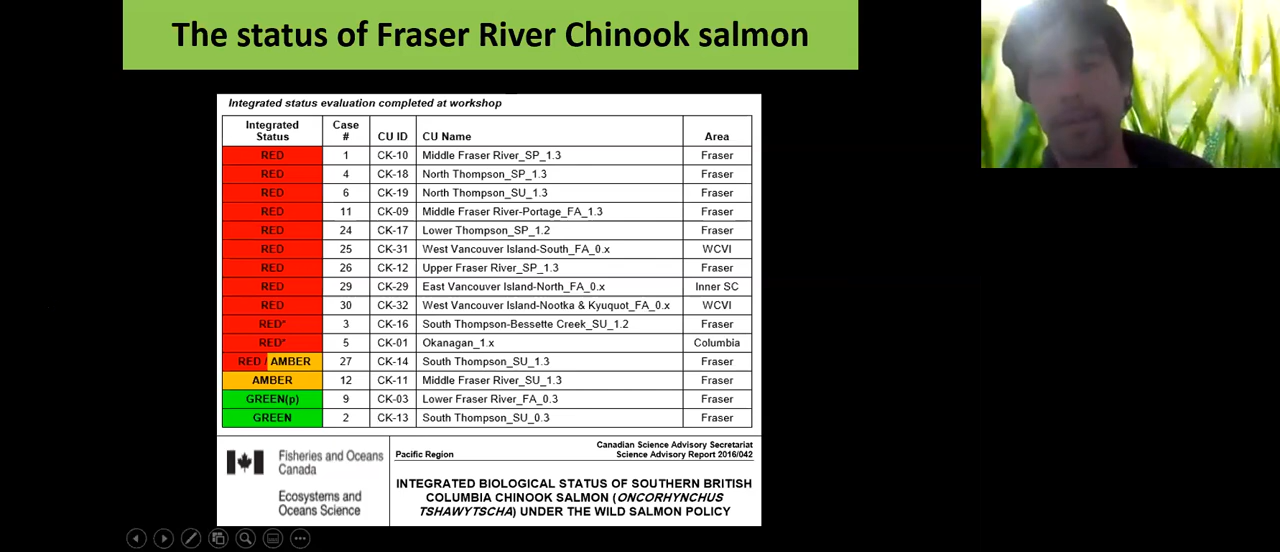 The status of Fraser River Chinook salmon
Integrated status evaluation completed at workshop
Integrated Status Case # CU ID CU Name Area
RED 1 CK-10 Middle Fraser River_SP_1.3 Fraser
RED 4 CK-18 North Thompson_SP_1.3 Fraser
RED 6 CK-19 North Thompson_SU_1.3 Fraser
RED 11 CK-09 Middle Fraser River-Portage_FA_1.3 Fraser
RED 24 CK-17 Lower Thompson_SP_1.2 Fraser
RED 25 CK-31 West Vancouver Island-South_FA_0.x WCVI
RED 26 CK-12 Upper Fraser River_SP_1.3 Fraser
RED 29 CK-29 East Vancouver Island-North_FA_0.x Inner SC
RED 30 CK-32 West Vancouver Island-Nootka & Kyuquot_FA_0.x WCVI
RED* 3 CK-16 South Thompson-Bessette Creek_SU_1.2 Fraser
RED* 5 CK-01 Okanagan_1.x Columbia
RED / AMBER 27 CK-14 South Thompson_SU_1.3 Fraser
AMBER 12 CK-11 Middle Fraser River_SU_1.3 Fraser
GREEN(p) 9 CK-03 Lower Fraser River_FA_0.3 Fraser
GREEN 2 CK-13 South Thompson_SU_0.3 Fraser
Fisheries and Oceans
Canada
Ecosystems and
Oceans Science
Canadian Science Advisory Secretariat
Pacific Region Science Advisory Report 2016/042
INTEGRATED BIOLOGICAL STATUS OF SOUTHERN BRITISH
COLUMBIA CHINOOK SALMON (ONCORHYNCHUS
TSHAWYTSCHA) UNDER THE WILD SALMON POLICY